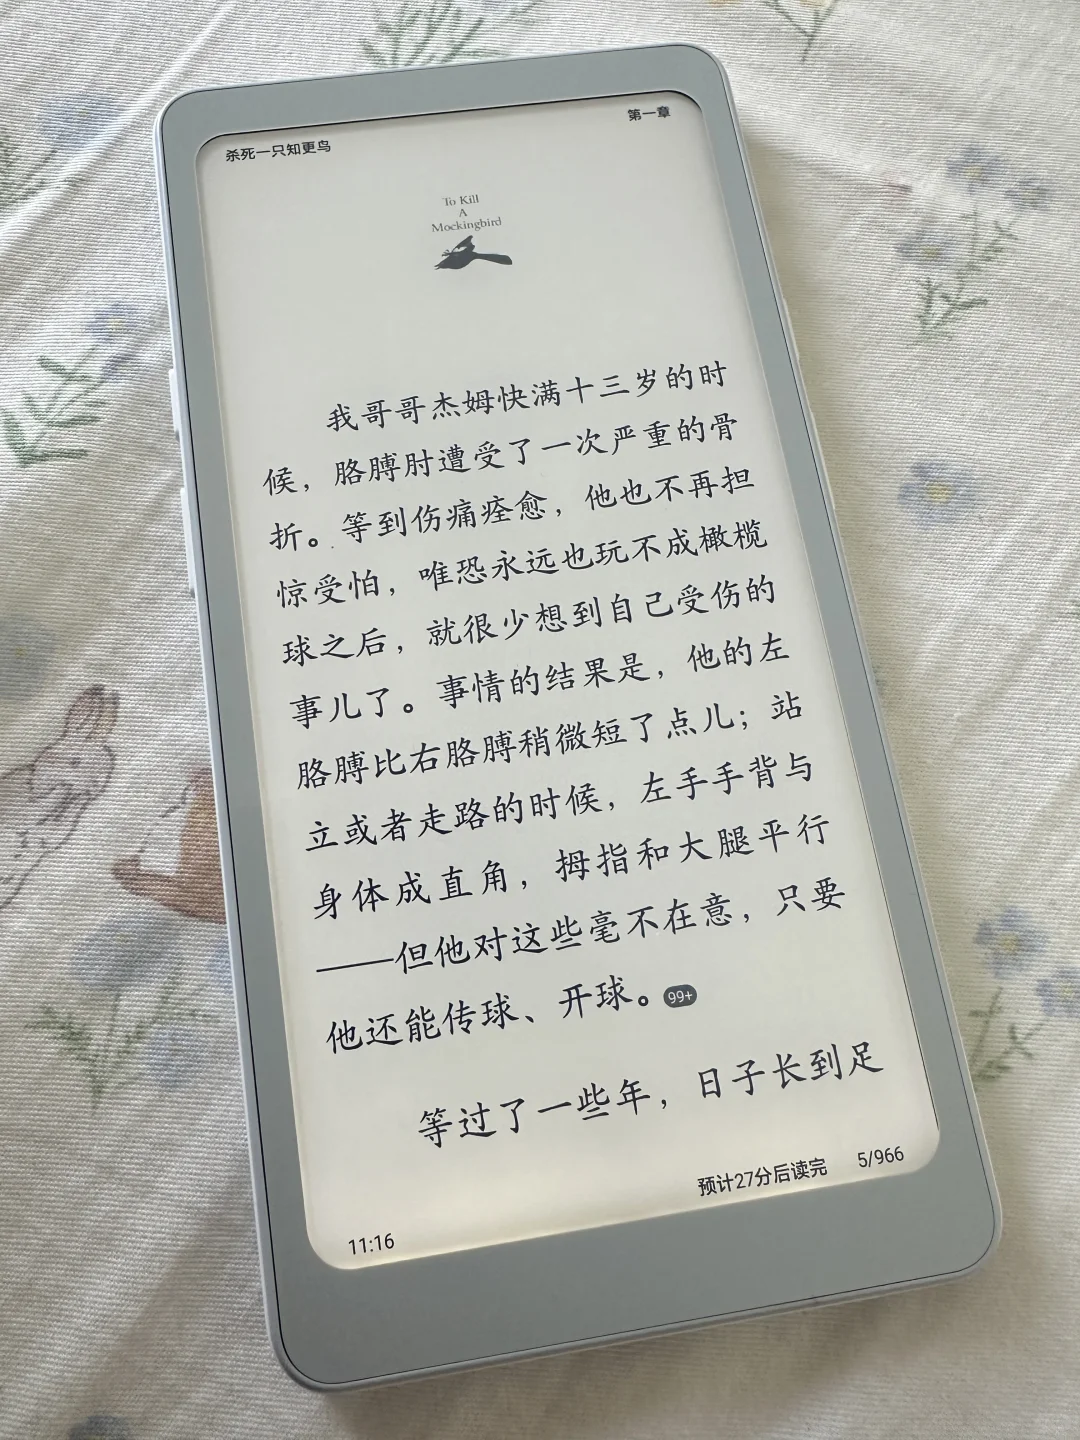 杀死一只知更鸟
第一章
To Kill
A
Mockingbird
我哥哥杰姆快满十三岁的时
候，胳膊肘遭受了一次严重的骨
折。等到伤痛痊愈，他也不再担
惊受怕，唯恐永远也玩不成橄榄
球之后，就很少想到自己受伤的
事儿了。事情的结果是，他的左
胳膊比右胳膊稍微短了点儿；站
立或者走路的时候，左手手背与
身体成直角，拇指和大腿平行
——但他对这些毫不在意，只要
他还能传球、开球。99+
等过了一些年，日子长到足
11:16
预计27分后读完
5/966